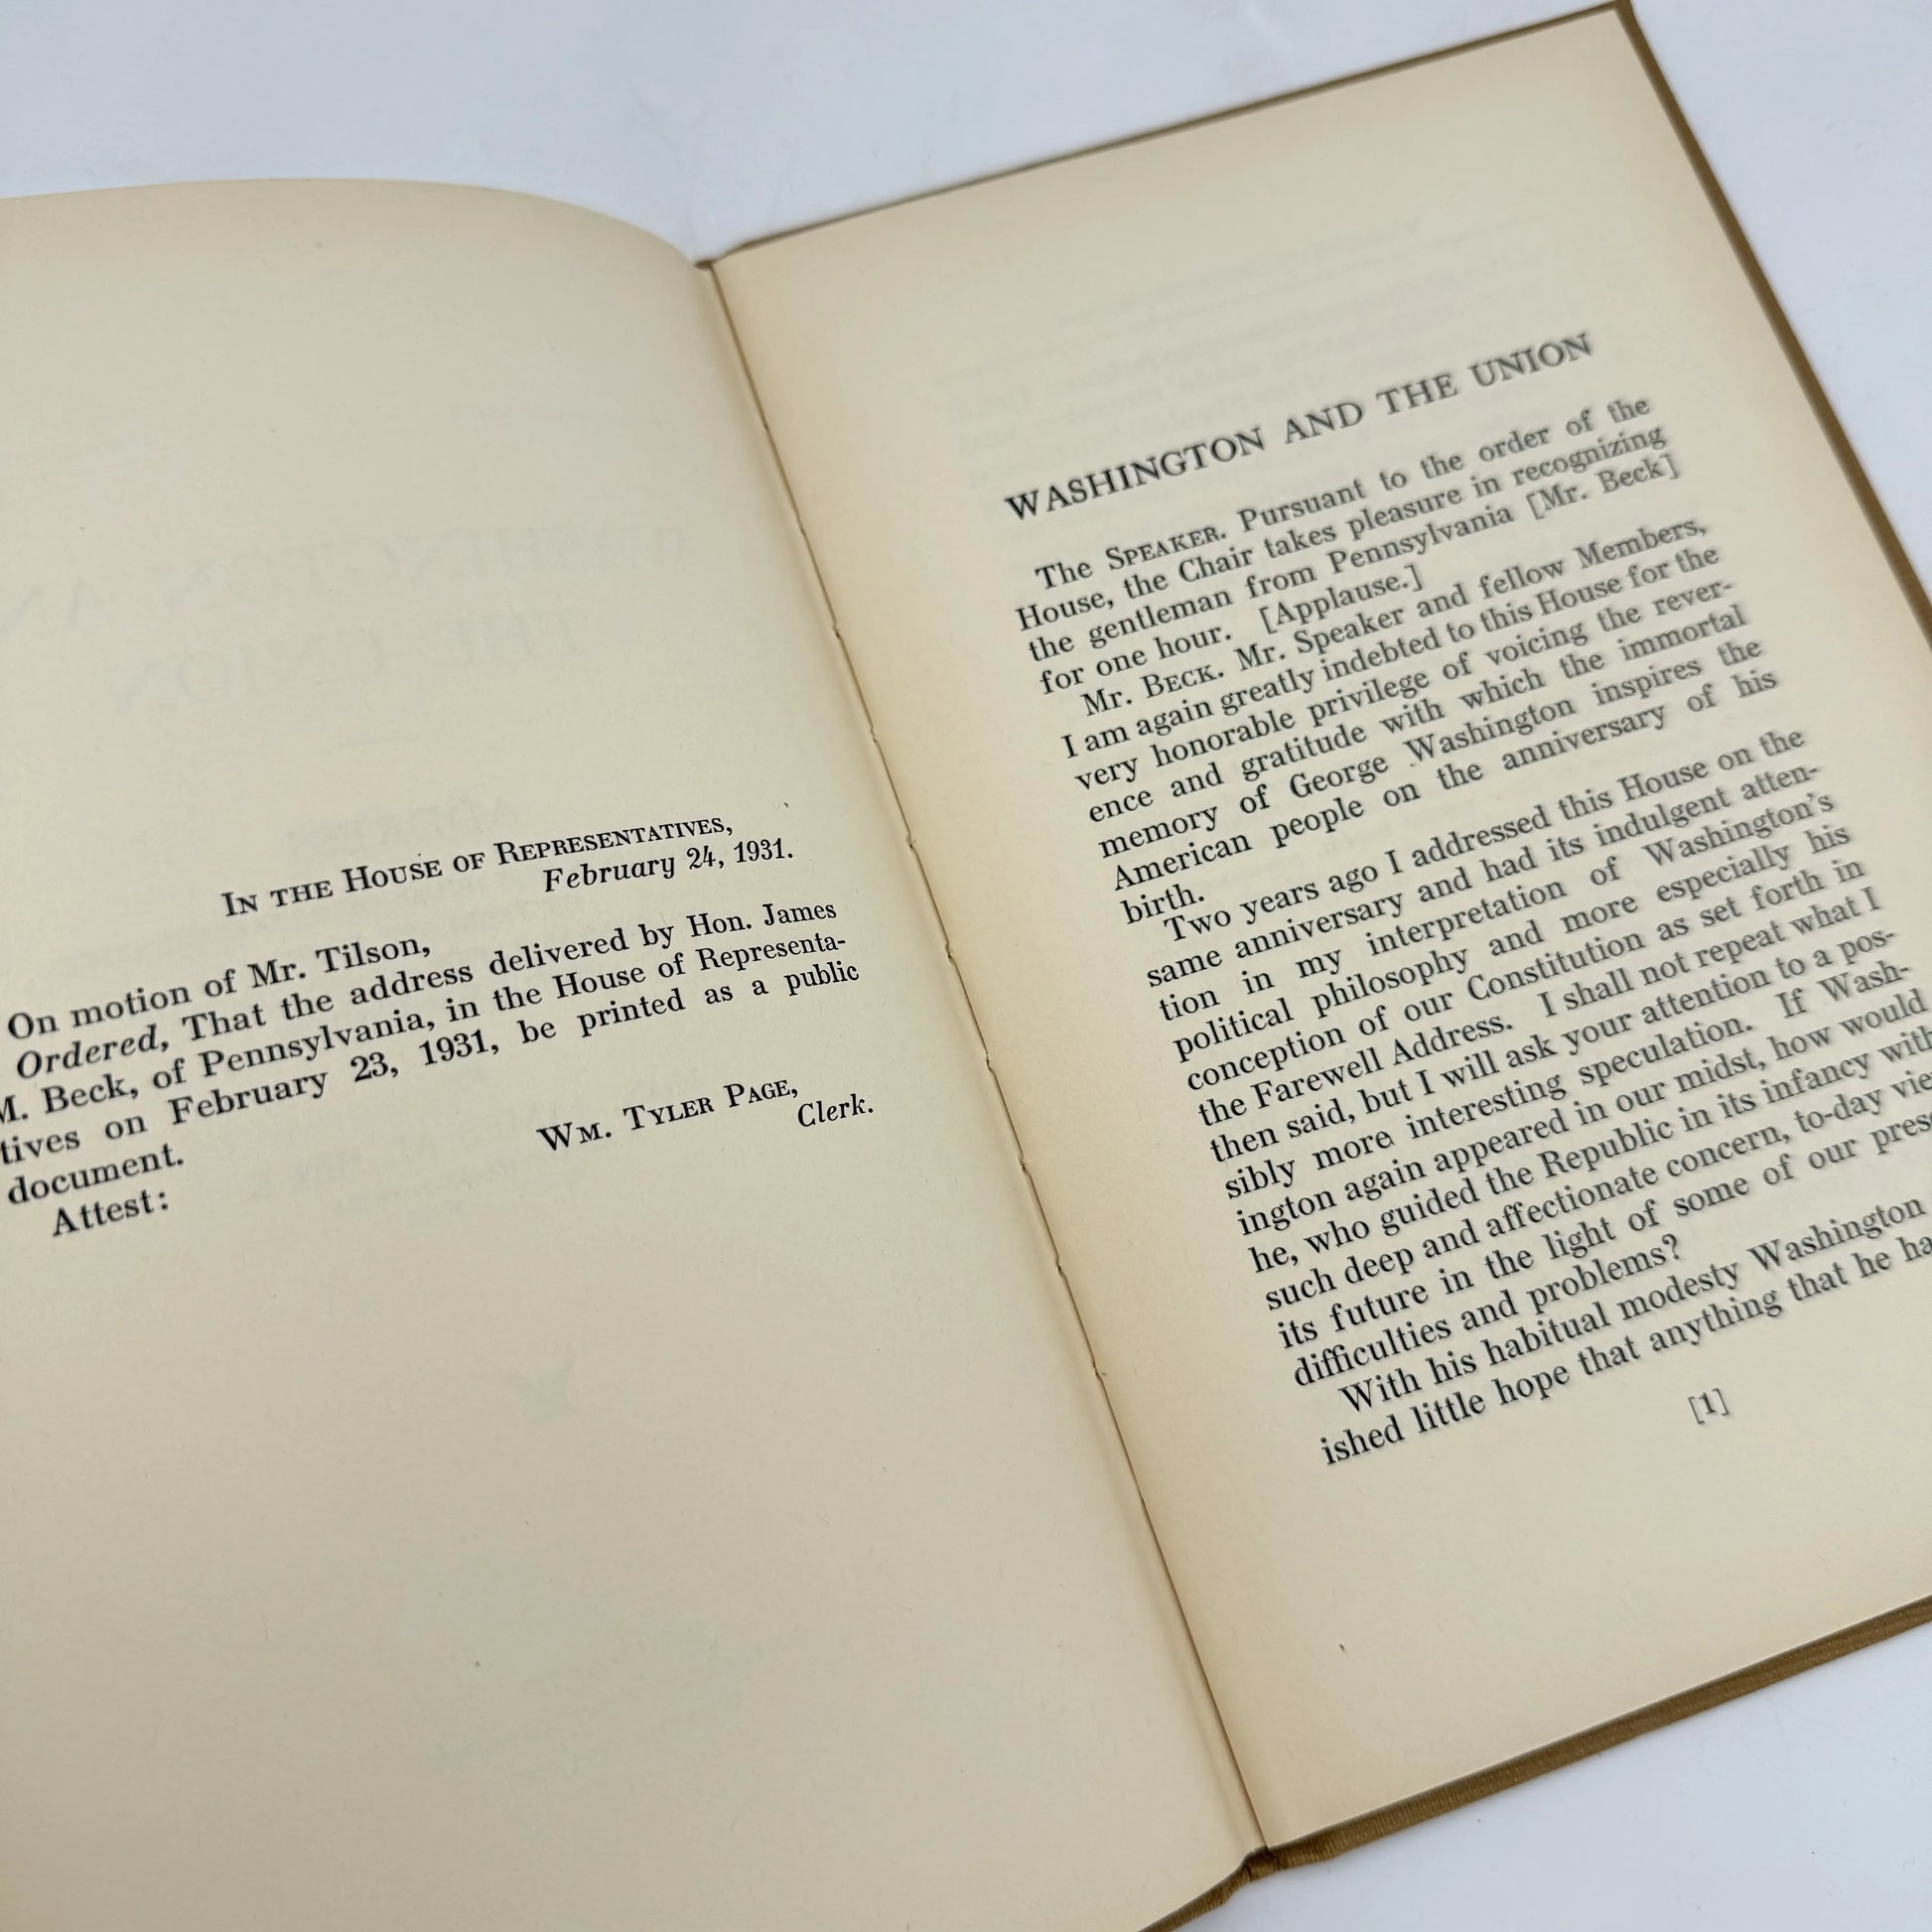 In the House of Representatives,
February 24, 1931.
On motion of Mr. Tilson,
Ordered, That the address delivered by Hon. James
M. Beck, of Pennsylvania, in the House of Representa-
tives on February 23, 1931, be printed as a public
document.
Attest:
Wm. Tyler Page,
Clerk.
WASHINGTON AND THE UNION
The Speaker. Pursuant to the order of the
House, the Chair takes pleasure in recognizing
the gentleman from Pennsylvania [Mr. Beck]
for one hour. [Applause.]
Mr. Beck. Mr. Speaker and fellow Members,
I am again greatly indebted to this House for the
very honorable privilege of voicing the rever-
ence and gratitude with which the immortal
memory of George Washington inspires the
American people on the anniversary of his
birth.
Two years ago I addressed this House on the
same anniversary and had its indulgent atten-
tion in my interpretation of Washington's
political philosophy and more especially his
conception of our Constitution as set forth in
the Farewell Address. I shall not repeat what I
then said, but I will ask your attention to a pos-
sibly more interesting speculation. If Wash-
ington again appeared in our midst, how would
he, who guided the Republic in its infancy with
such deep and affectionate concern, to-day
its future in the light of some of our
difficulties and problems?
With his habitual modesty Washington
ished little hope that anything that he
[1]